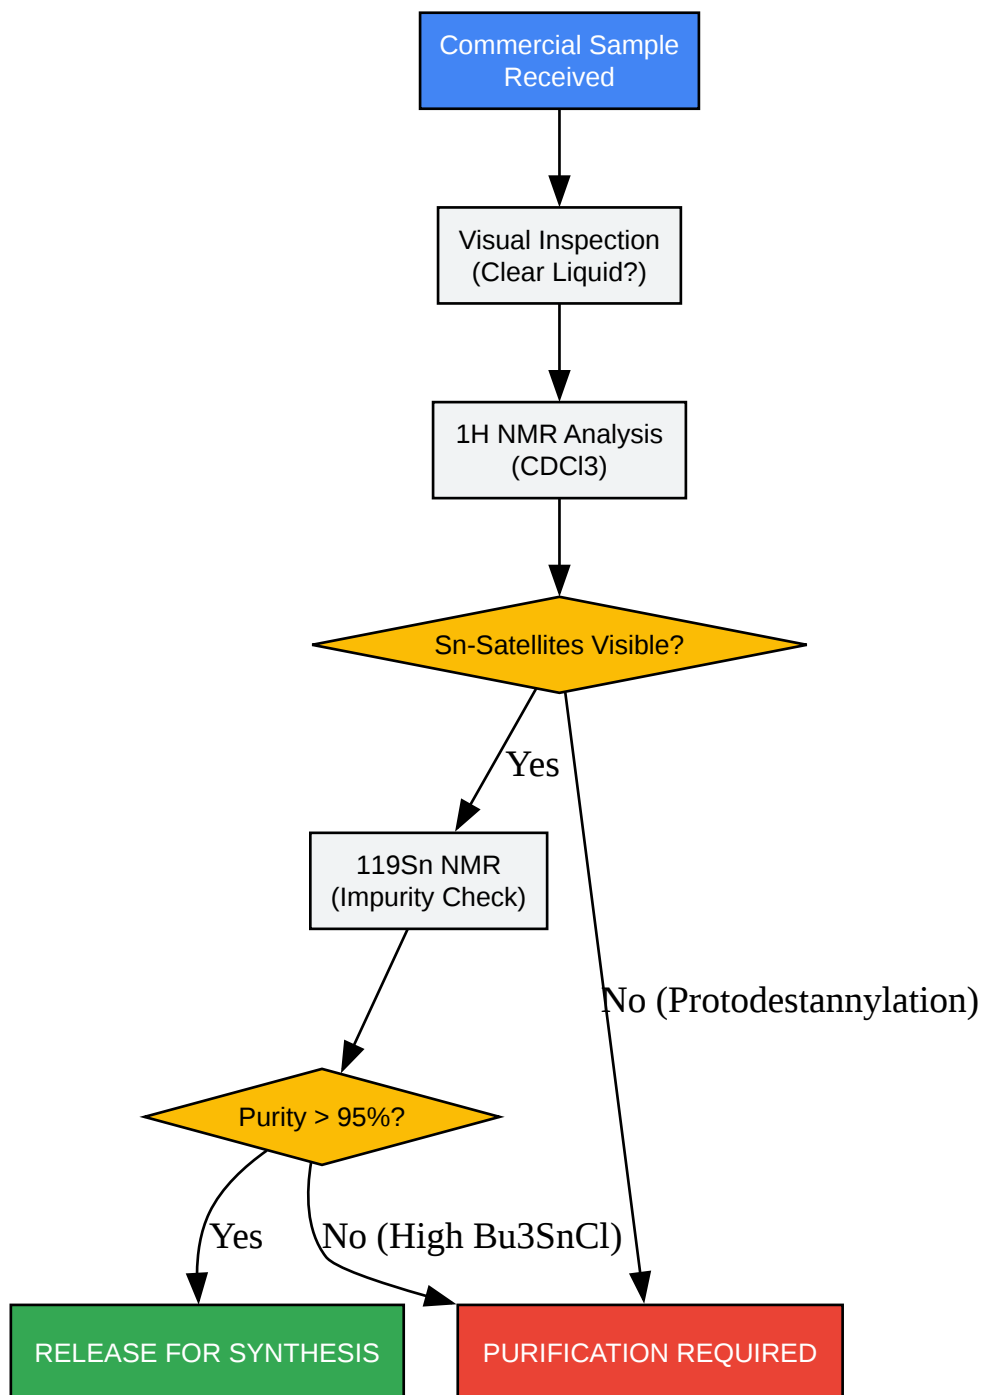 Commercial Sample
Received
Visual Inspection
(Clear Liquid?)
1H NMR Analysis
(CDCl3)
Sn-Satellites Visible?
Yes
119Sn NMR
(Impurity Check)
No (Protodestannylation)
Purity > 95%?
Yes
No (High Bu3SnCl)
RELEASE FOR SYNTHESIS
PURIFICATION REQUIRED